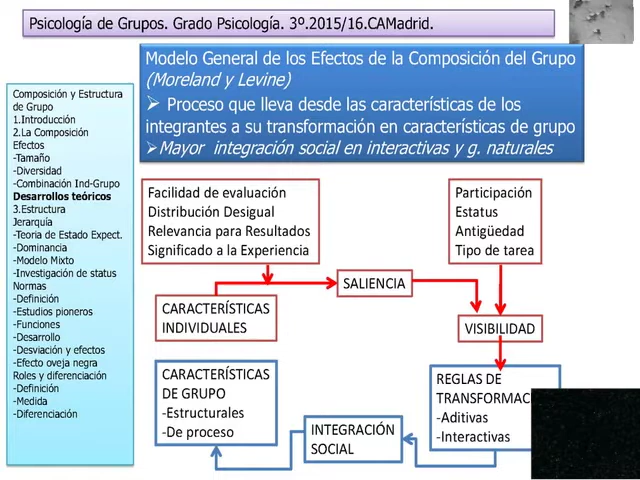 Psicología de Grupos. Grado Psicología. 3º.2015/16.CAMadrid.
Modelo General de los Efectos de la Composición del Grupo
(Moreland y Levine)
➢ Proceso que lleva desde las características de los
integrantes a su transformación en características de grupo
➢Mayor integración social en interactivas y g. naturales
Composición y Estructura
de Grupo
1.Introducción
2.La Composición
Efectos
-Tamaño
-Diversidad
-Combinación Ind-Grupo
Desarrollos teóricos
3.Estructura
Jerarquía
-Teoria de Estado Expect.
-Dominancia
-Modelo Mixto
-Investigación de status
Normas
-Definición
-Estudios pioneros
-Funciones
-Desarrollo
-Desviación y efectos
-Efecto oveja negra
Roles y diferenciación
-Definición
-Medida
-Diferenciación
Facilidad de evaluación
Distribución Desigual
Relevancia para Resultados
Significado a la Experiencia
Participación
Estatus
Antigüedad
Tipo de tarea
SALIENCIA
CARACTERÍSTICAS
INDIVIDUALES
VISIBILIDAD
CARACTERÍSTICAS
DE GRUPO
-Estructurales
-De proceso
INTEGRACIÓN
SOCIAL
REGLAS DE
TRANSFORMAC
-Aditivas
-Interactivas